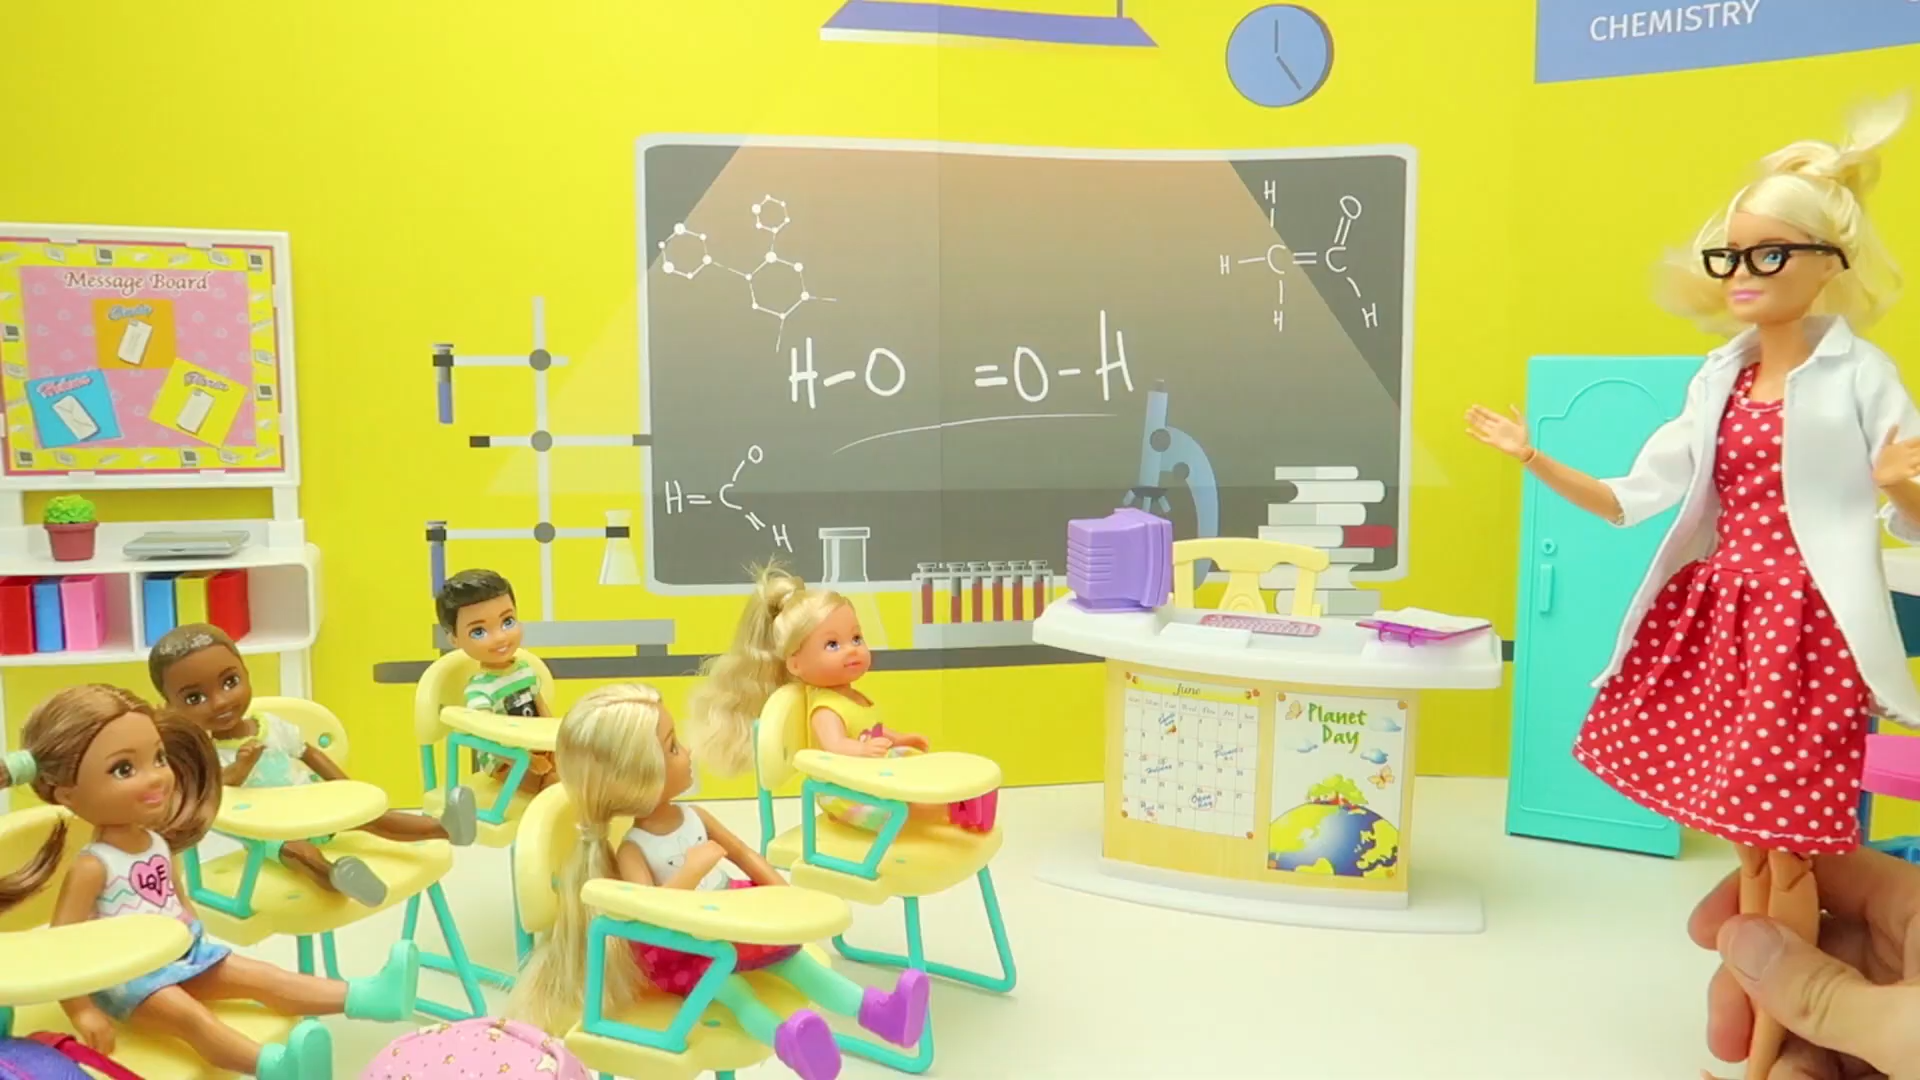 CHEMISTRY
Message Board
H-O =O-H
H
H-C=C
O
H
H
O
H=C
H
LOVE
June
Planet
Day